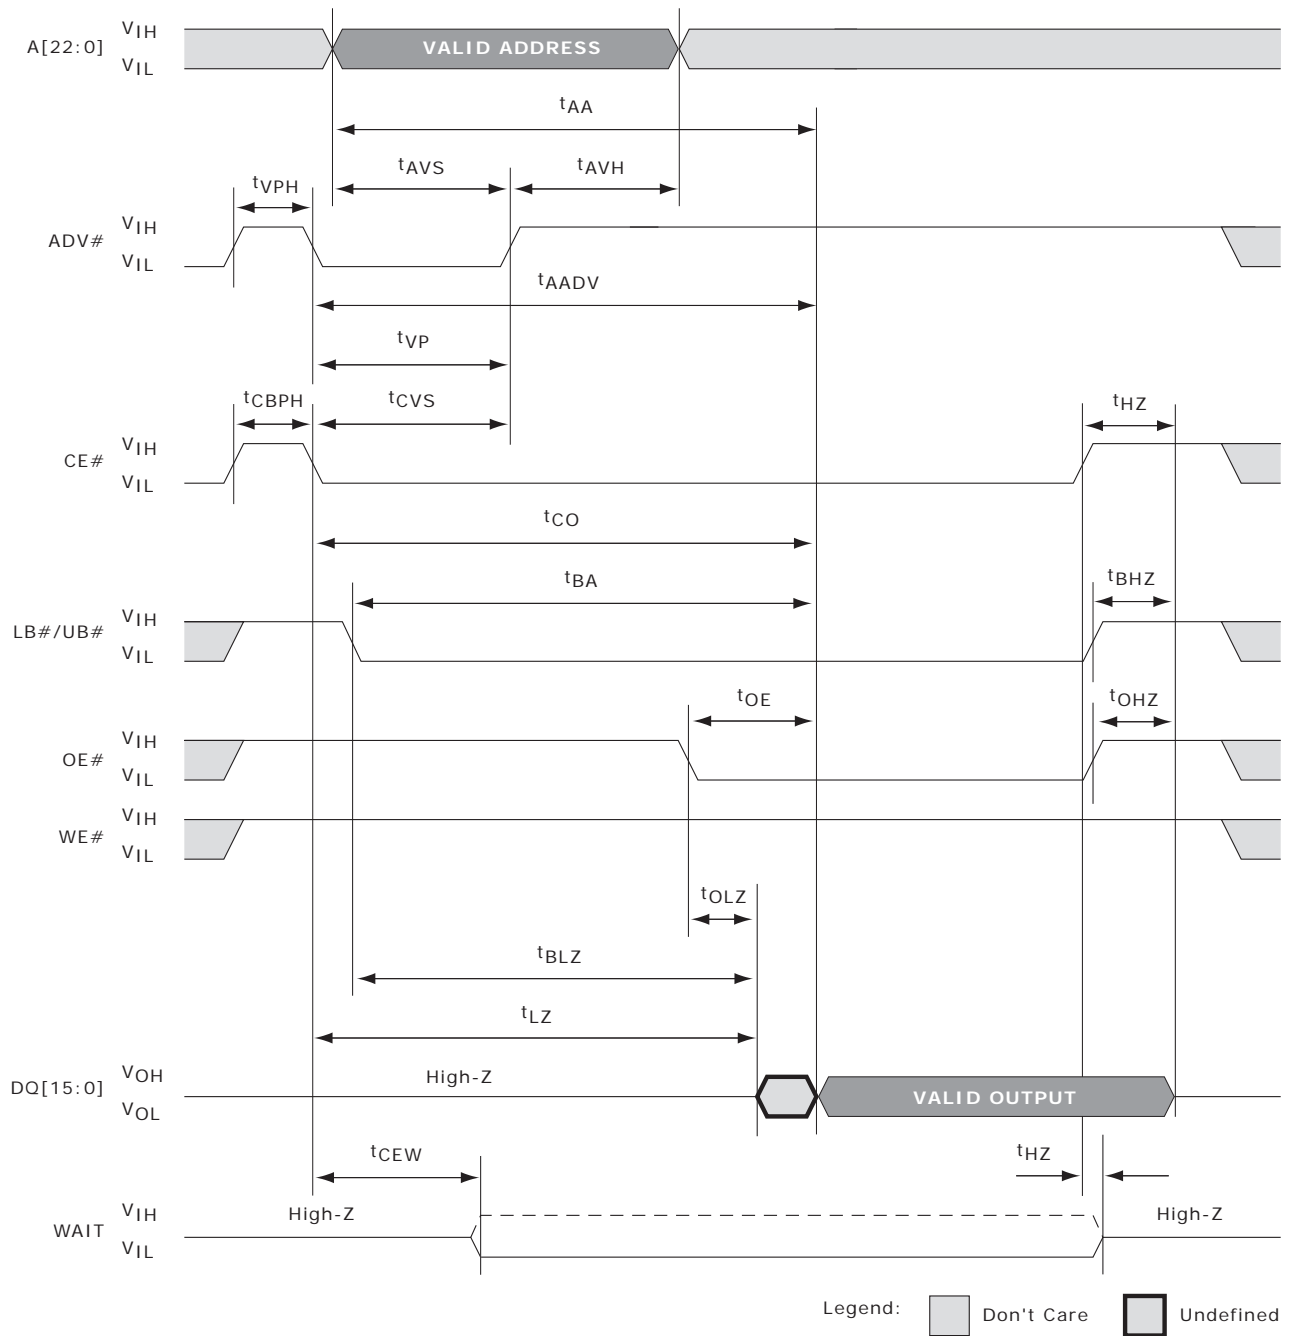 VIH
A[22:0] VALID ADDRESS
VIL
tAA
tAVS tAVH
tVPH
VIH
ADV#
VIL
tAADV
tVP
tCBPH tCVS tHZ
VIH
CE#
VIL
tCO
tBA tBHZ
VIH
LB#/UB#
VIL
tOE tOHZ
VIH
OE#
VIL
VIH
WE#
VIL
tOLZ
tBLZ
tLZ
VOH High-Z
DQ[15:0] VALID OUTPUT
VOL
tCEW tHZ
VIH High-Z High-Z
WAIT
VIL
Legend: Don't Care Undefined